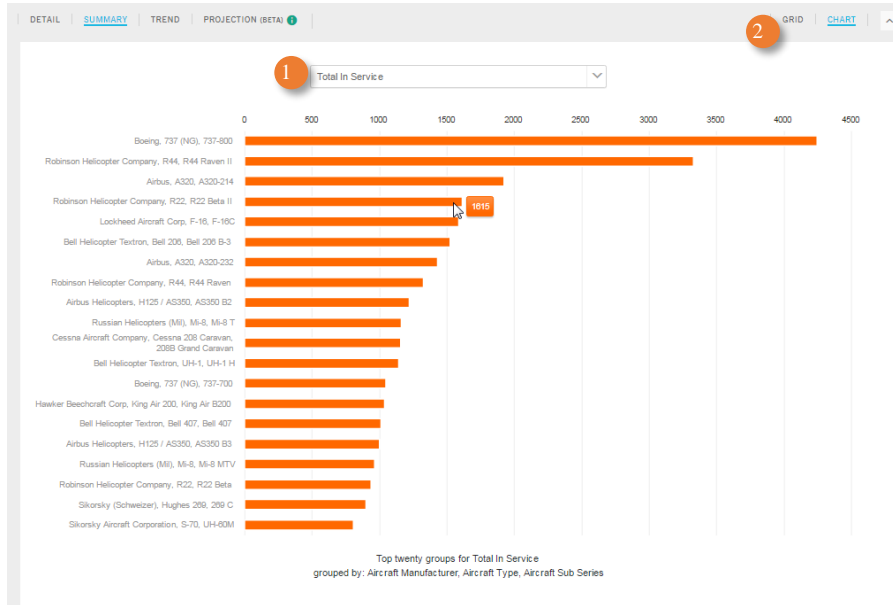 DETAIL SUMMARY TREND PROJECTION (BETA) i GRID CHART
2
1 Total In Service
0 500 1000 1500 2000 2500 3000 3500 4000 4500
Boeing, 737 (NG), 737-800
Robinson Helicopter Company, R44, R44 Raven II
Airbus, A320, A320-214
Robinson Helicopter Company, R22, R22 Beta II 1615
Lockheed Aircraft Corp, F-16, F-16C
Bell Helicopter Textron, Bell 206, Bell 206 B-3
Airbus, A320, A320-232
Robinson Helicopter Company, R44, R44 Raven
Airbus Helicopters, H125 / AS350, AS350 B2
Russian Helicopters (Mil), Mi-8, Mi-8 T
Cessna Aircraft Company, Cessna 208 Caravan,
208B Grand Caravan
Bell Helicopter Textron, UH-1, UH-1 H
Boeing, 737 (NG), 737-700
Hawker Beechcraft Corp, King Air 200, King Air B200
Bell Helicopter Textron, Bell 407, Bell 407
Airbus Helicopters, H125 / AS350, AS350 B3
Russian Helicopters (Mil), Mi-8, Mi-8 MTV
Robinson Helicopter Company, R22, R22 Beta
Sikorsky (Schweizer), Hughes 269, 269 C
Sikorsky Aircraft Corporation, S-70, UH-60M
Top twenty groups for Total In Service
grouped by: Aircraft Manufacturer, Aircraft Type, Aircraft Sub Series